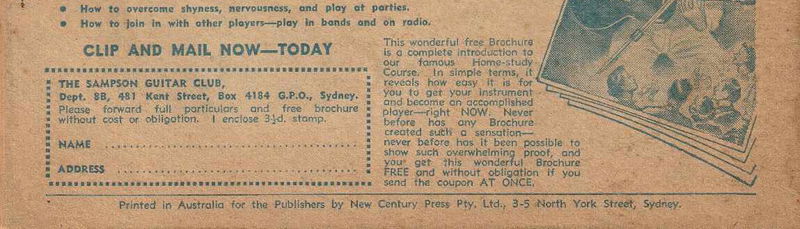 • How to overcome shyness, nervousness, and play at parties.
• How to join in with other players—play in bands and on radio.
CLIP AND MAIL NOW—TODAY
THE SAMPSON GUITAR CLUB,
Dept. 8B, 481 Kent Street, Box 4184 G.P.O., Sydney.
Please forward full particulars and free brochure
without cost or obligation. I enclose 3½d. stamp.
NAME
ADDRESS
This wonderful free Brochure
is a complete introduction to
our famous Home-study
Course. In simple terms, it
reveals how easy it is for
you to get your instrument
and become an accomplished
player—right NOW. Never
before has any Brochure
created such a sensation—
never before has it been possible to
show such overwhelming proof, and
you get this wonderful Brochure
FREE and without obligation if you
send the coupon AT ONCE.
Printed in Australia for the Publishers by New Century Press Pty. Ltd., 3-5 North York Street, Sydney.